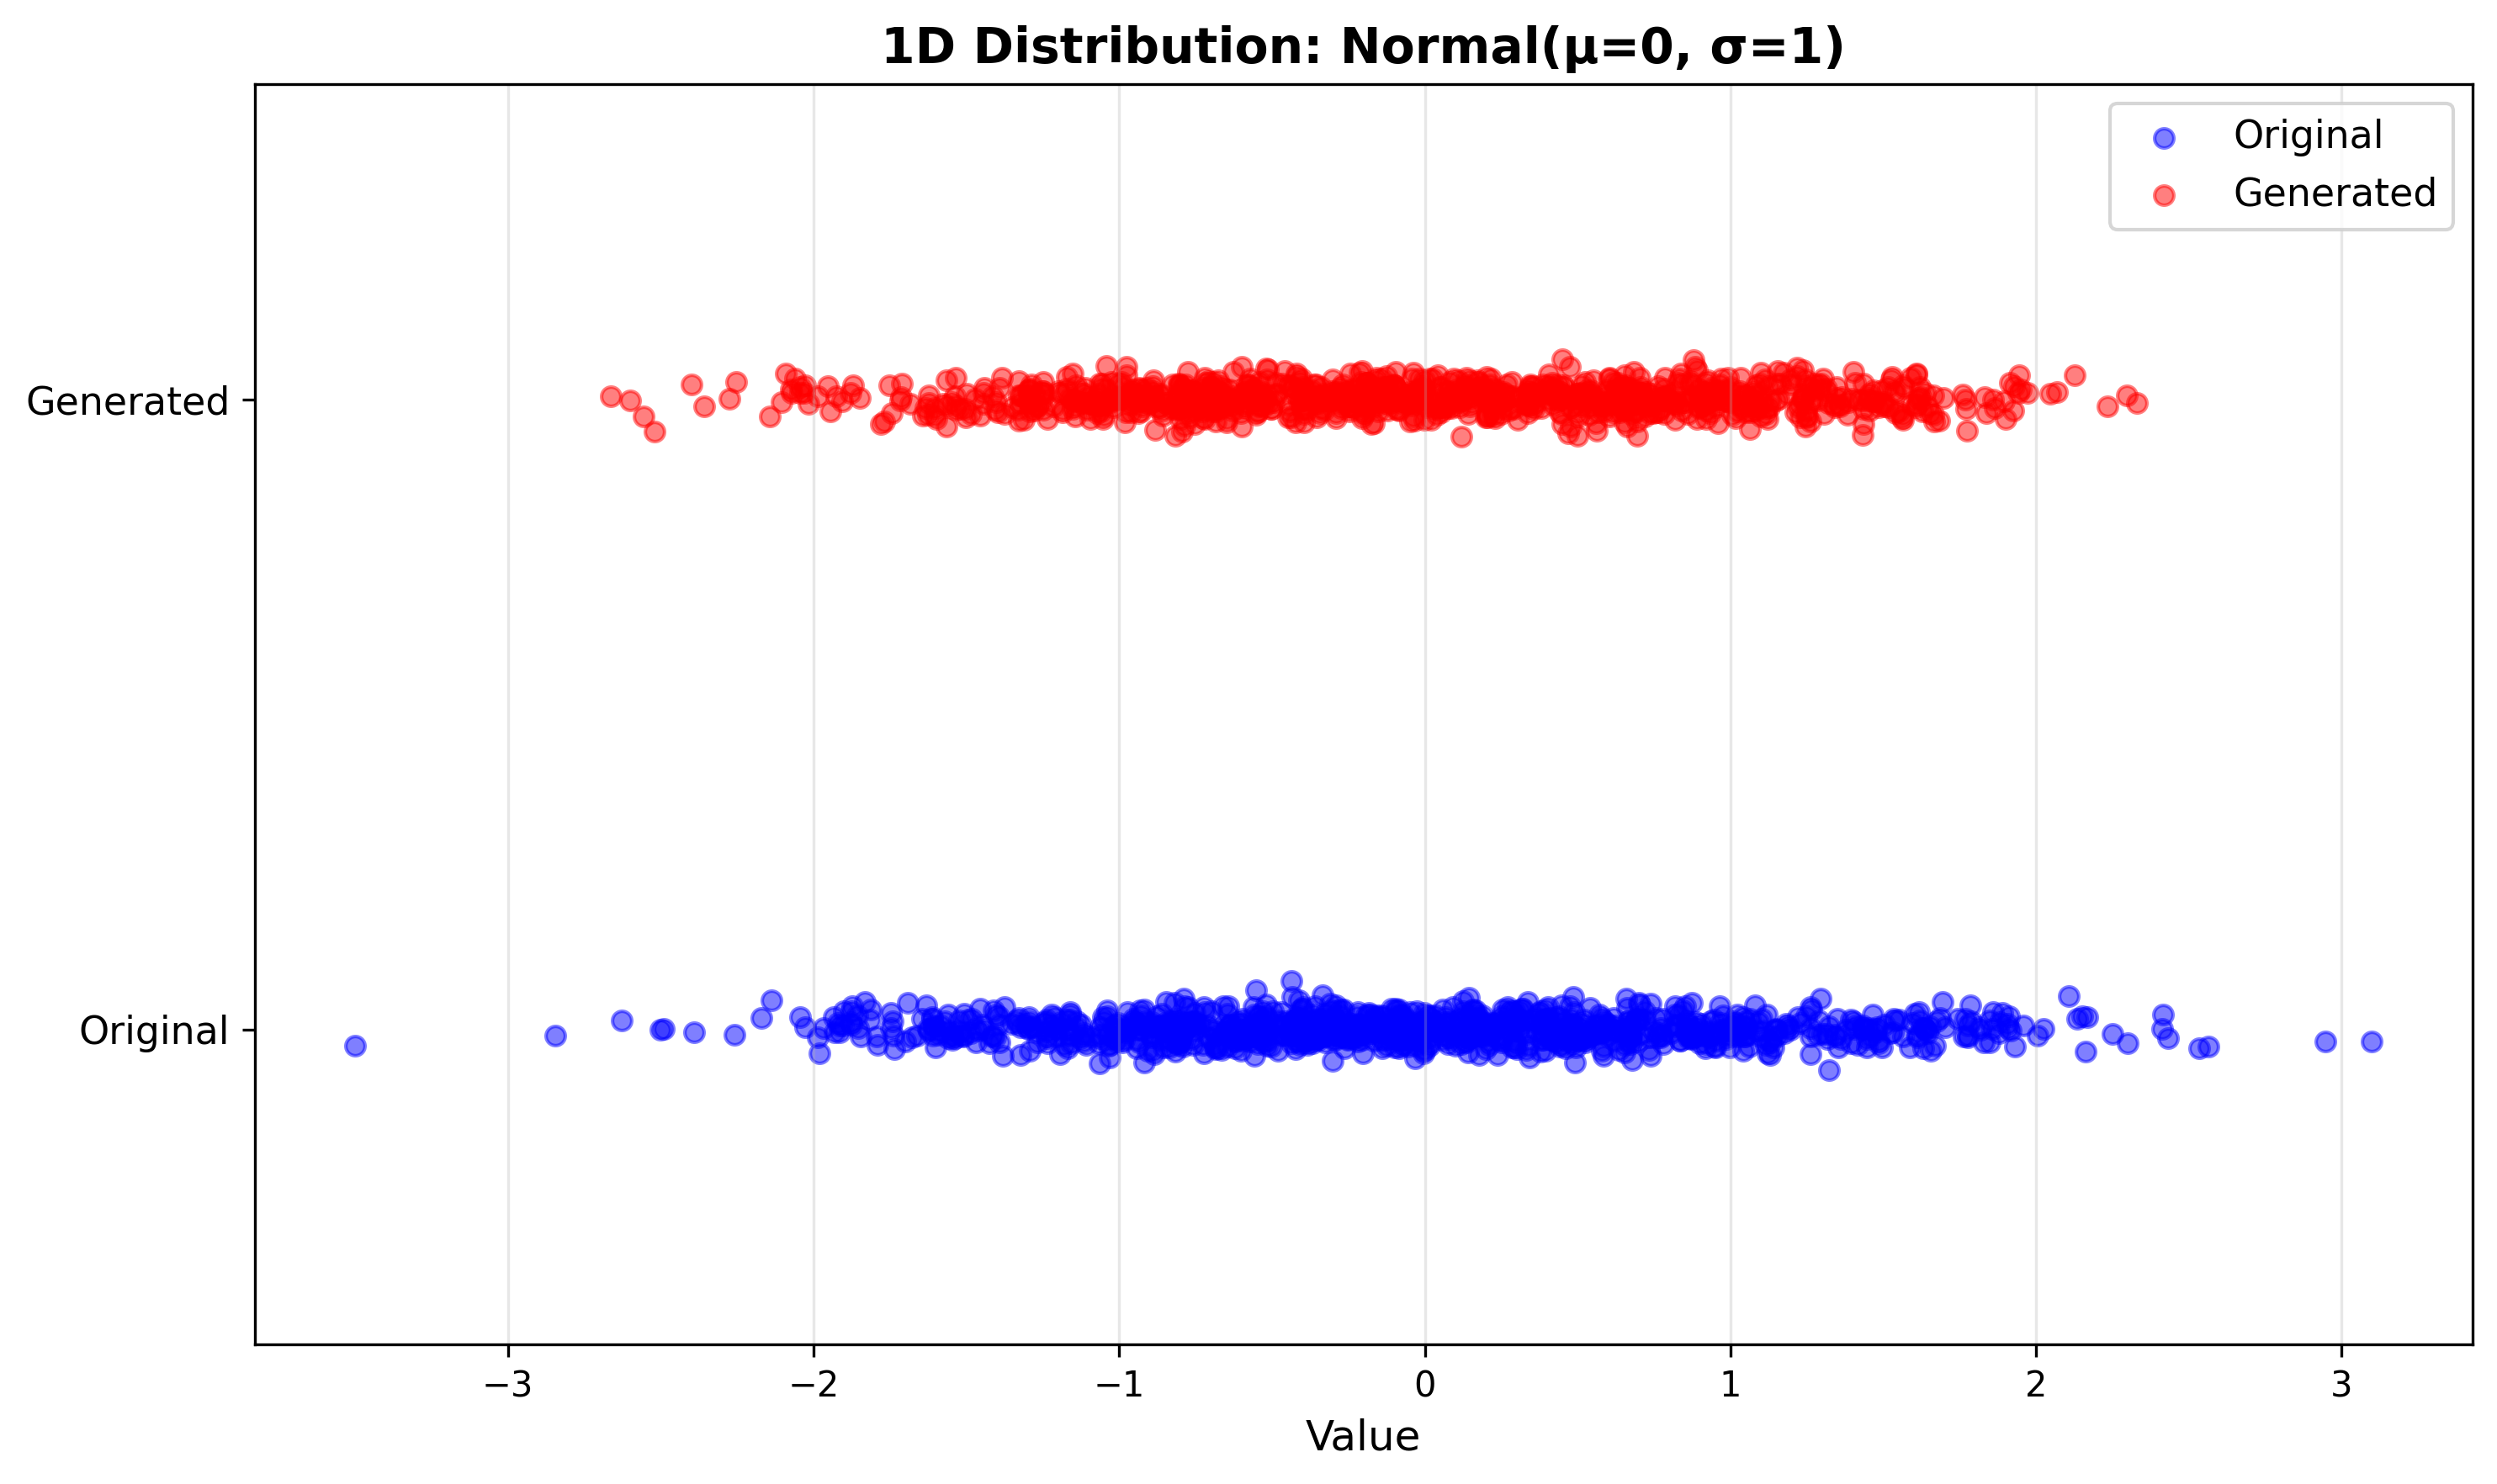 1D Distribution: Normal(μ=0, σ=1)
Original
Generated
Generated
Original
−3
−2
−1
0
1
2
3
Value